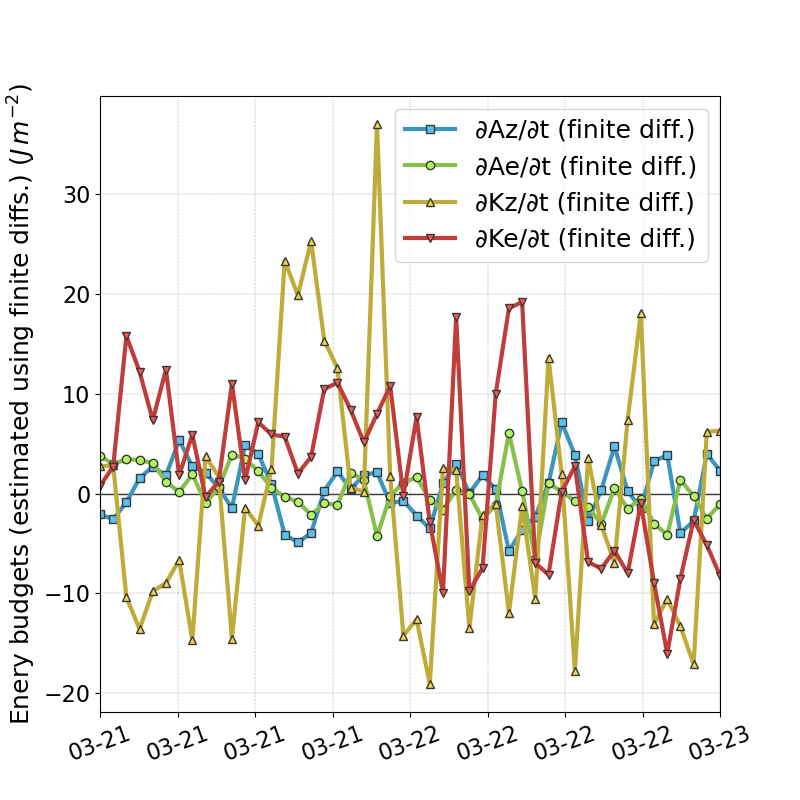 Enery budgets (estimated using finite diffs.) (J m⁻²)
∂Az/∂t (finite diff.)
∂Ae/∂t (finite diff.)
∂Kz/∂t (finite diff.)
∂Ke/∂t (finite diff.)
30
20
10
0
−10
−20
03-21 03-21 03-21 03-21 03-22 03-22 03-22 03-22 03-23